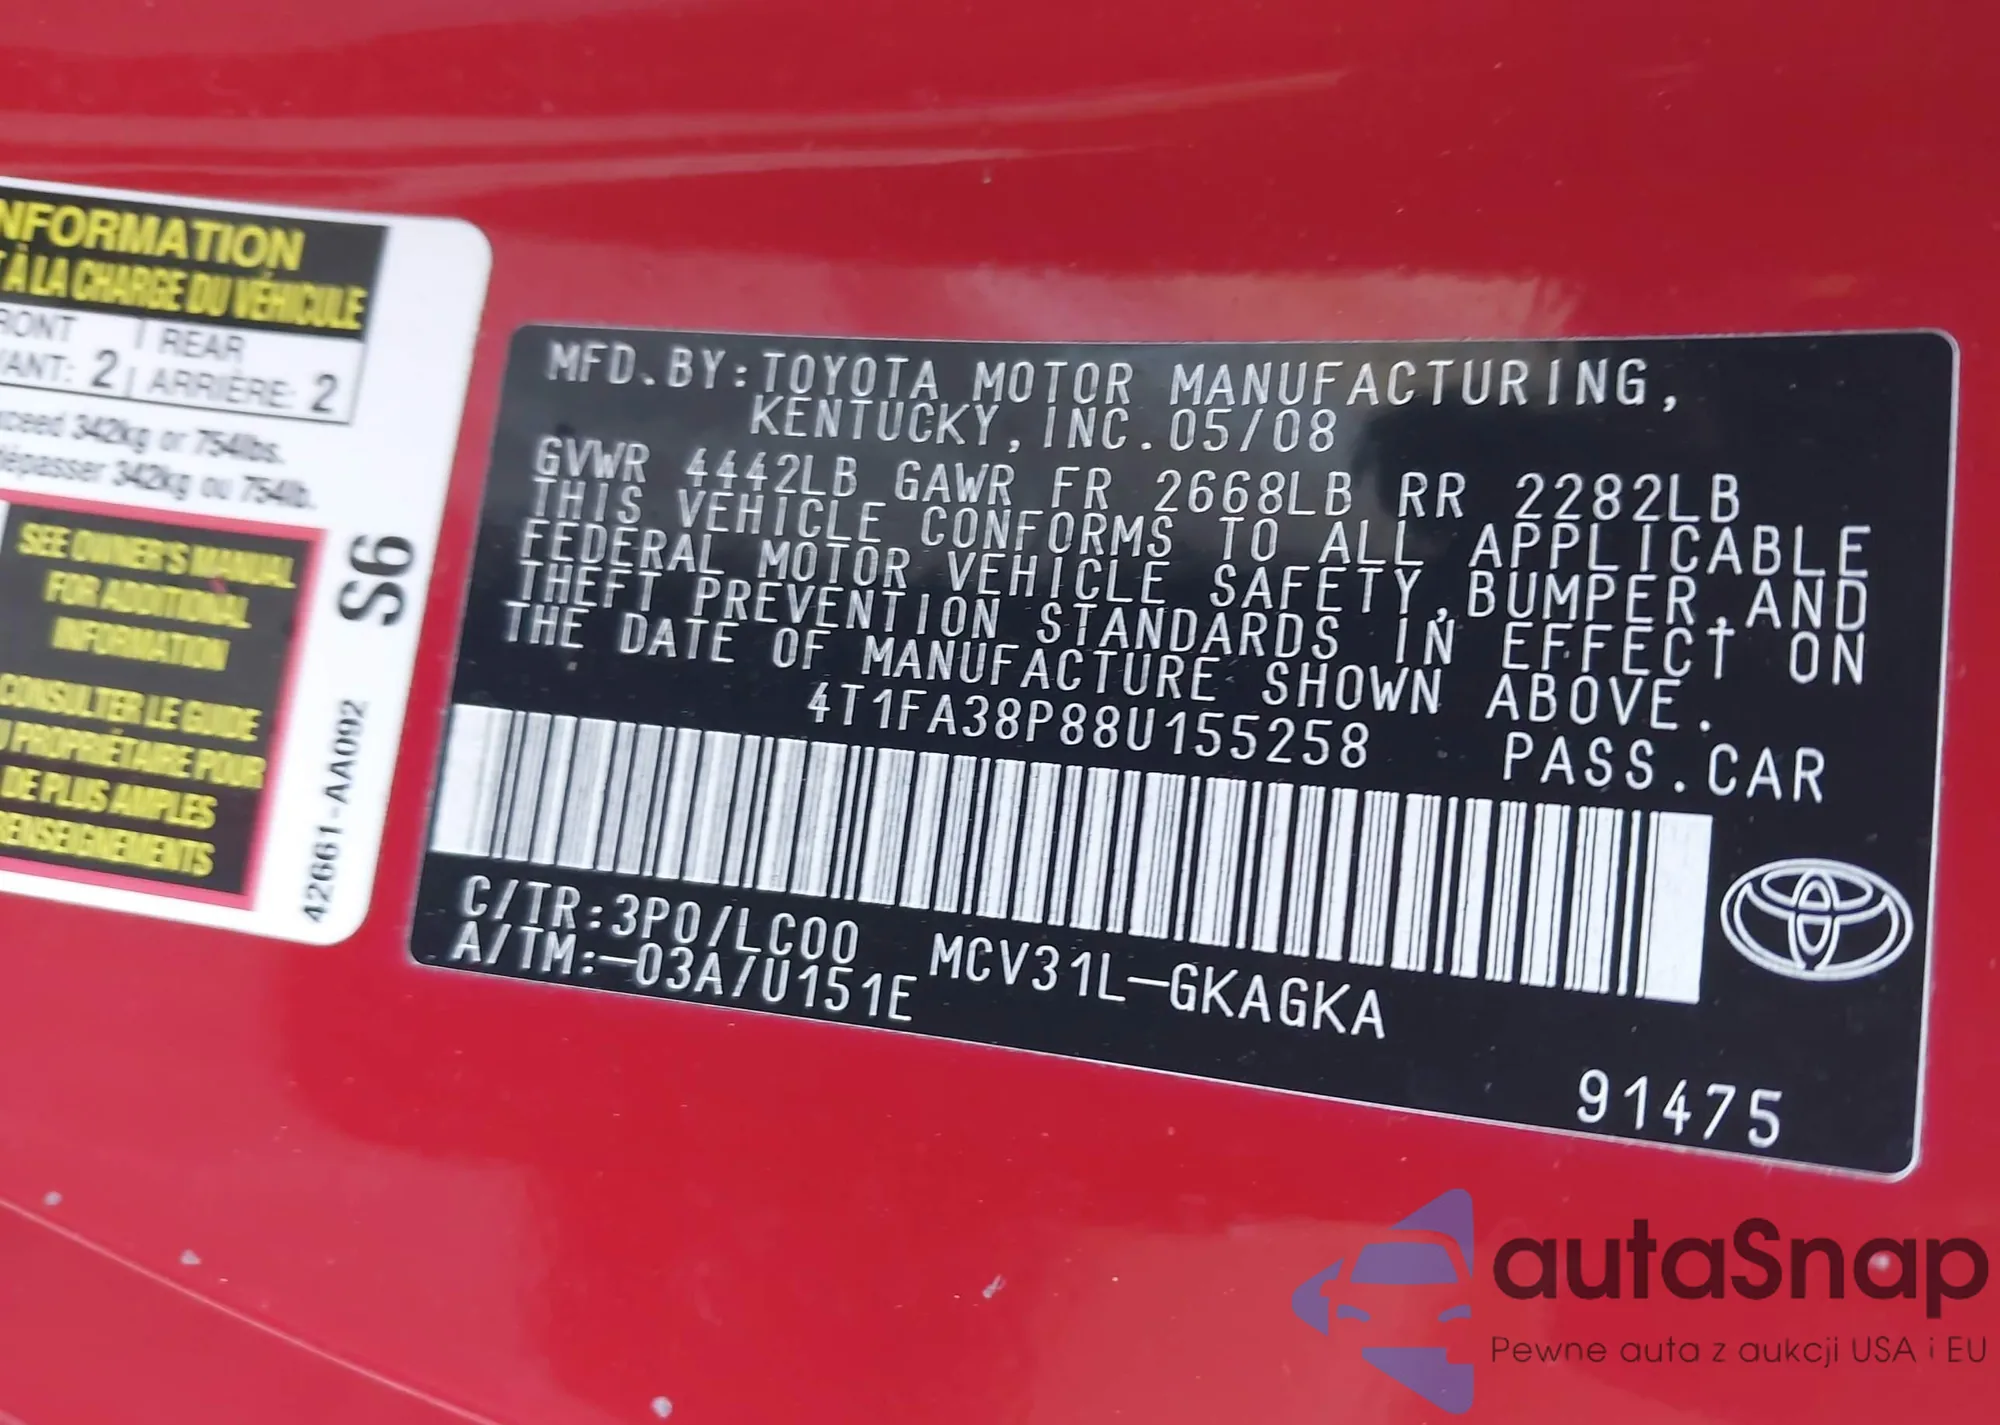 NFORMATION
T À LA CHARGE DU VÉHICULE
RONT | REAR
VANT: 2 | ARRIÈRE: 2
ceed 342kg or 754lbs.
dépasser 342kg ou 754lb.
SEE OWNER'S MANUAL
FOR ADDITIONAL
INFORMATION
CONSULTER LE GUIDE
U PROPRIÉTAIRE POUR
DE PLUS AMPLES
RENSEIGNEMENTS
S6
42661-AA092
MFD.BY:TOYOTA MOTOR MANUFACTURING,
KENTUCKY,INC.05/08
GVWR 4442LB GAWR FR 2668LB RR 2282LB
THIS VEHICLE CONFORMS TO ALL APPLICABLE
FEDERAL MOTOR VEHICLE SAFETY,BUMPER,AND
THEFT PREVENTION STANDARDS IN EFFECT ON
THE DATE OF MANUFACTURE SHOWN ABOVE.
4T1FA38P88U155258 PASS.CAR
C/TR:3P0/LC00 MCV31L-GKAGKA
A/TM:-03A/U151E
91475
autaSnap
Pewne auta z aukcji USA i EU